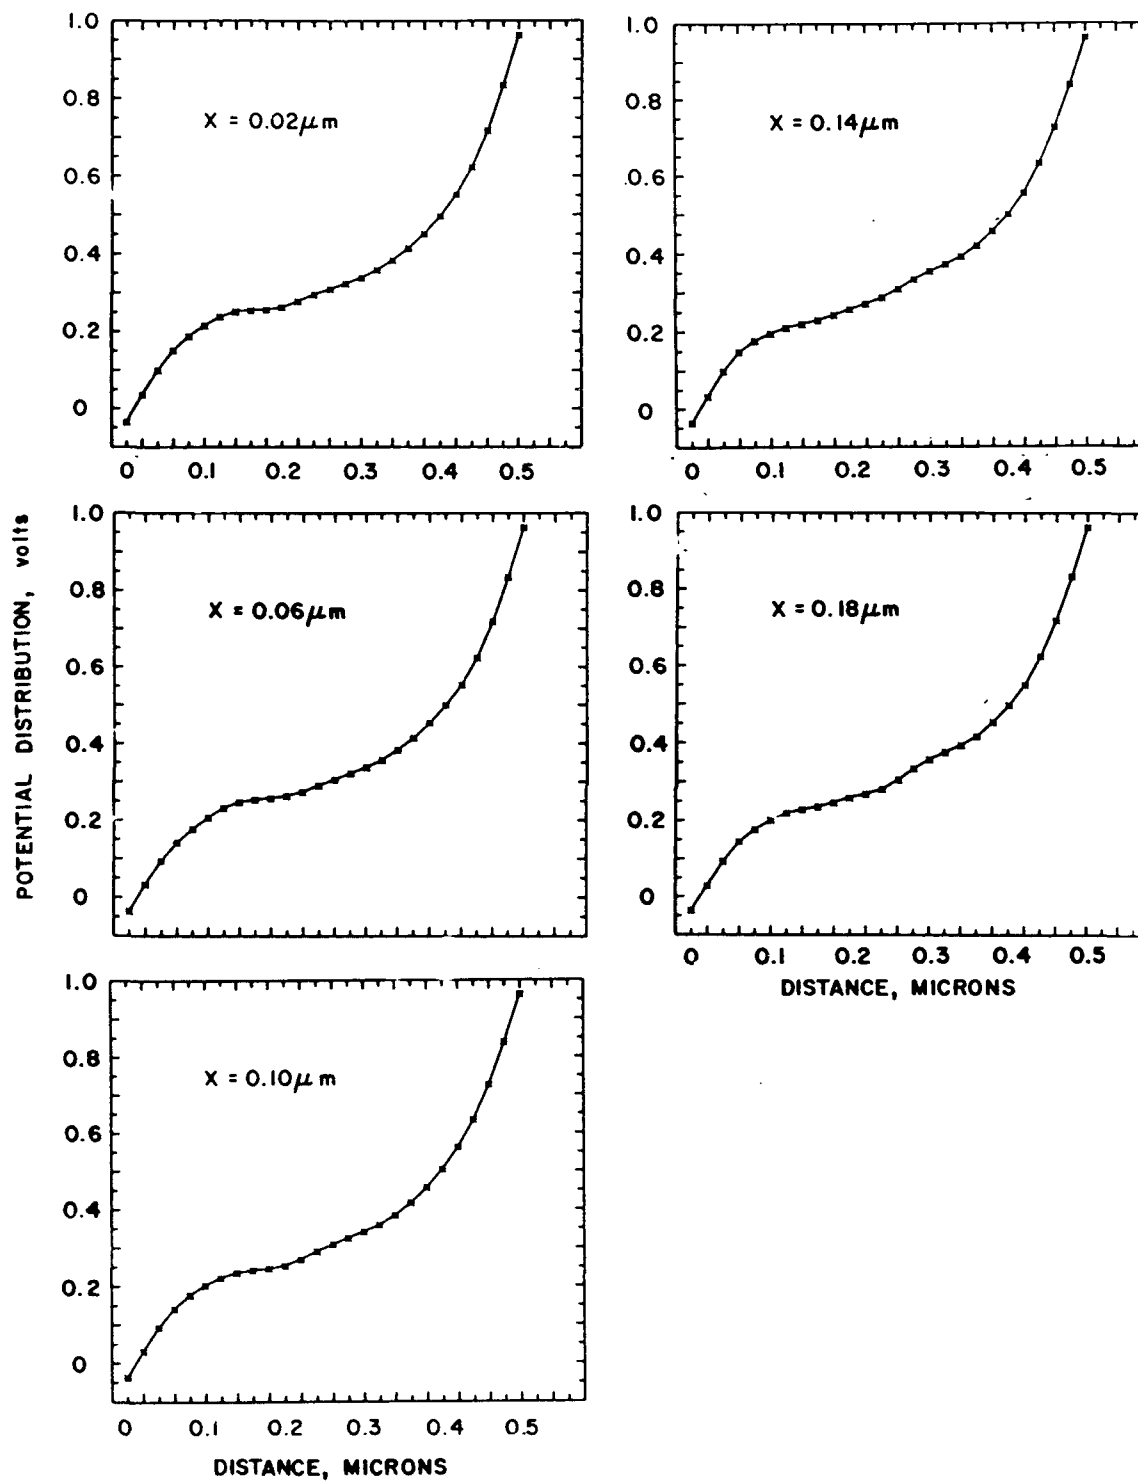 POTENTIAL DISTRIBUTION, volts
1.0
0.8
0.6
0.4
0.2
0
X = 0.02μm
0 0.1 0.2 0.3 0.4 0.5
1.0
0.8
0.6
0.4
0.2
0
X = 0.14μm
0 0.1 0.2 0.3 0.4 0.5
1.0
0.8
0.6
0.4
0.2
0
X = 0.06μm
1.0
0.8
0.6
0.4
0.2
0
X = 0.18μm
0 0.1 0.2 0.3 0.4 0.5
DISTANCE, MICRONS
1.0
0.8
0.6
0.4
0.2
0
X = 0.10μm
0 0.1 0.2 0.3 0.4 0.5
DISTANCE, MICRONS